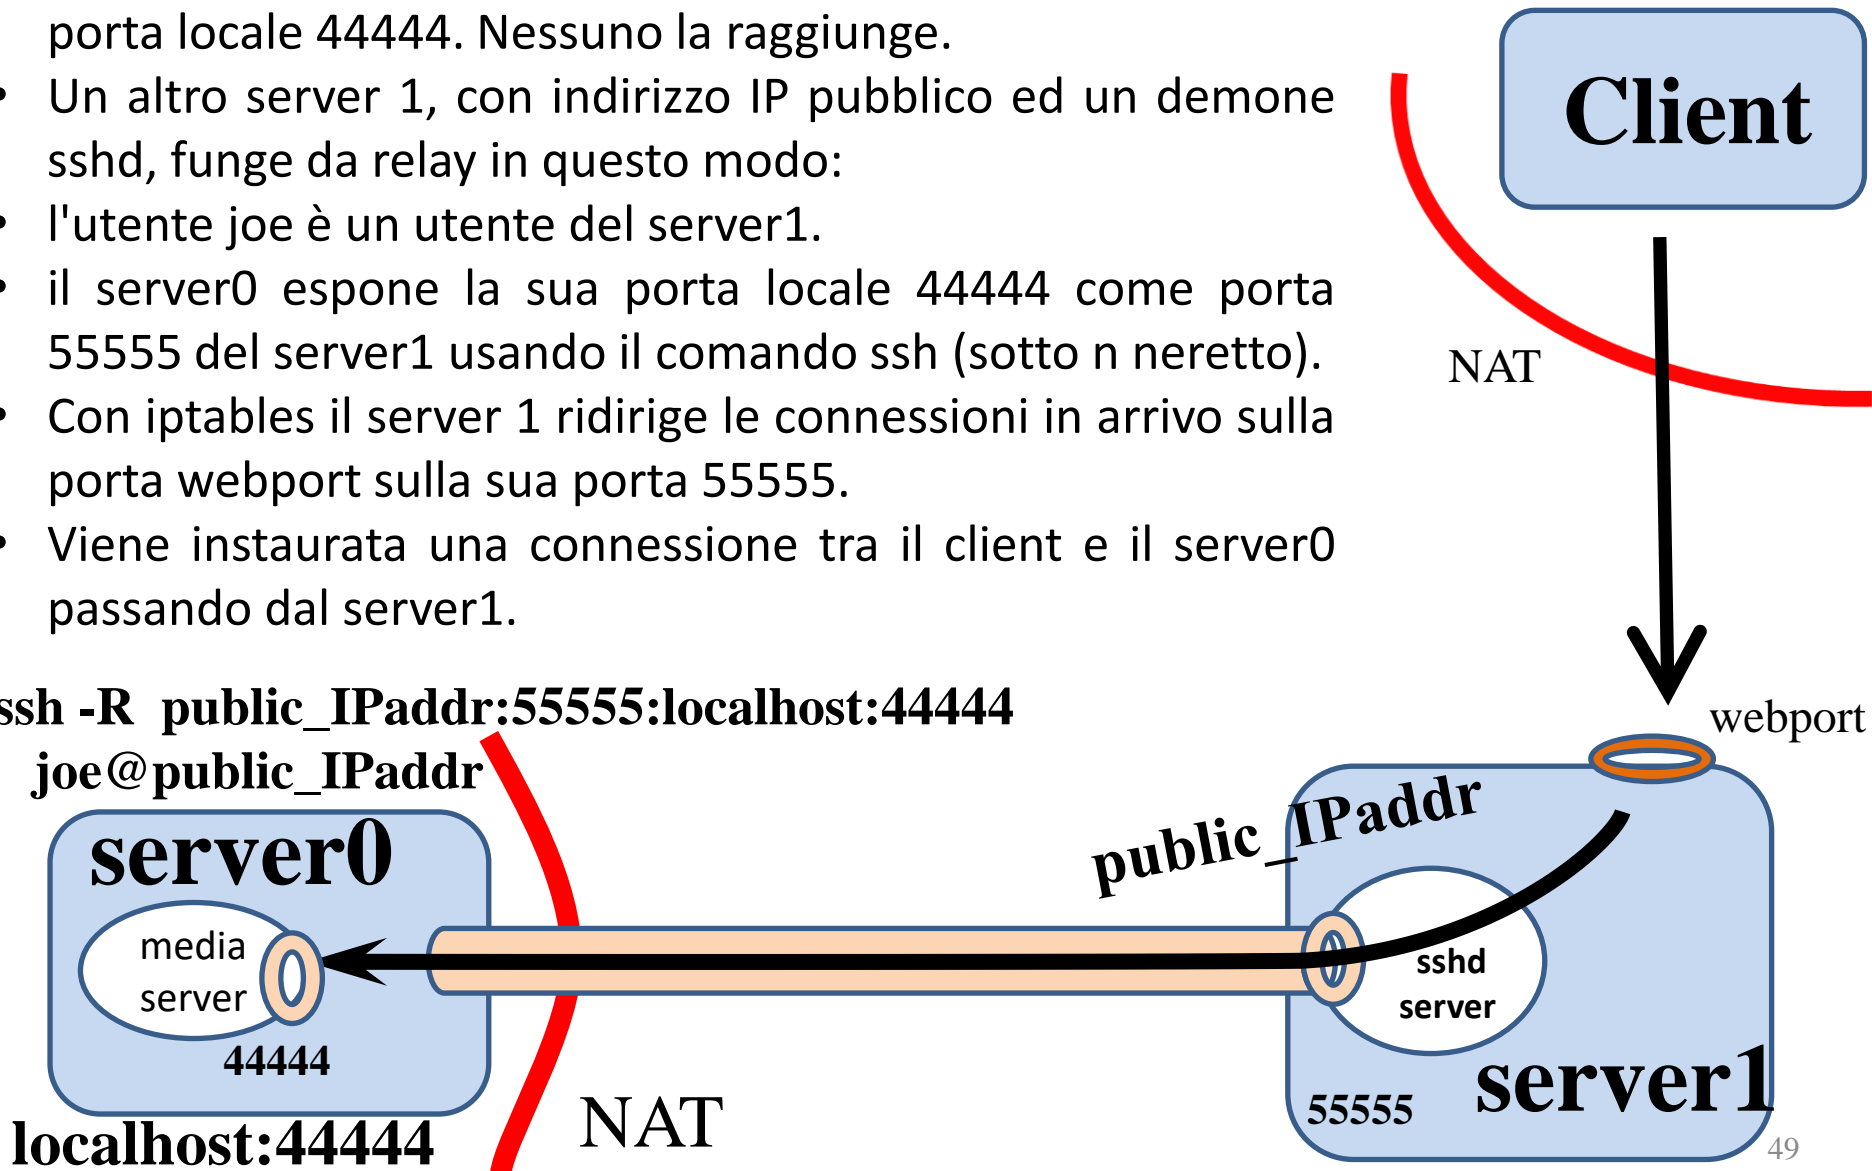 porta locale 44444. Nessuno la raggiunge.
• Un altro server 1, con indirizzo IP pubblico ed un demone
sshd, funge da relay in questo modo:
• l'utente joe è un utente del server1.
• il server0 espone la sua porta locale 44444 come porta
55555 del server1 usando il comando ssh (sotto n neretto).
• Con iptables il server 1 ridirige le connessioni in arrivo sulla
porta webport sulla sua porta 55555.
• Viene instaurata una connessione tra il client e il server0
passando dal server1.
ssh -R public_IPaddr:55555:localhost:44444
joe@public_IPaddr
Client
NAT
webport
server0
media
server
44444
localhost:44444
NAT
public_IPaddr
sshd
server
55555
server1
49